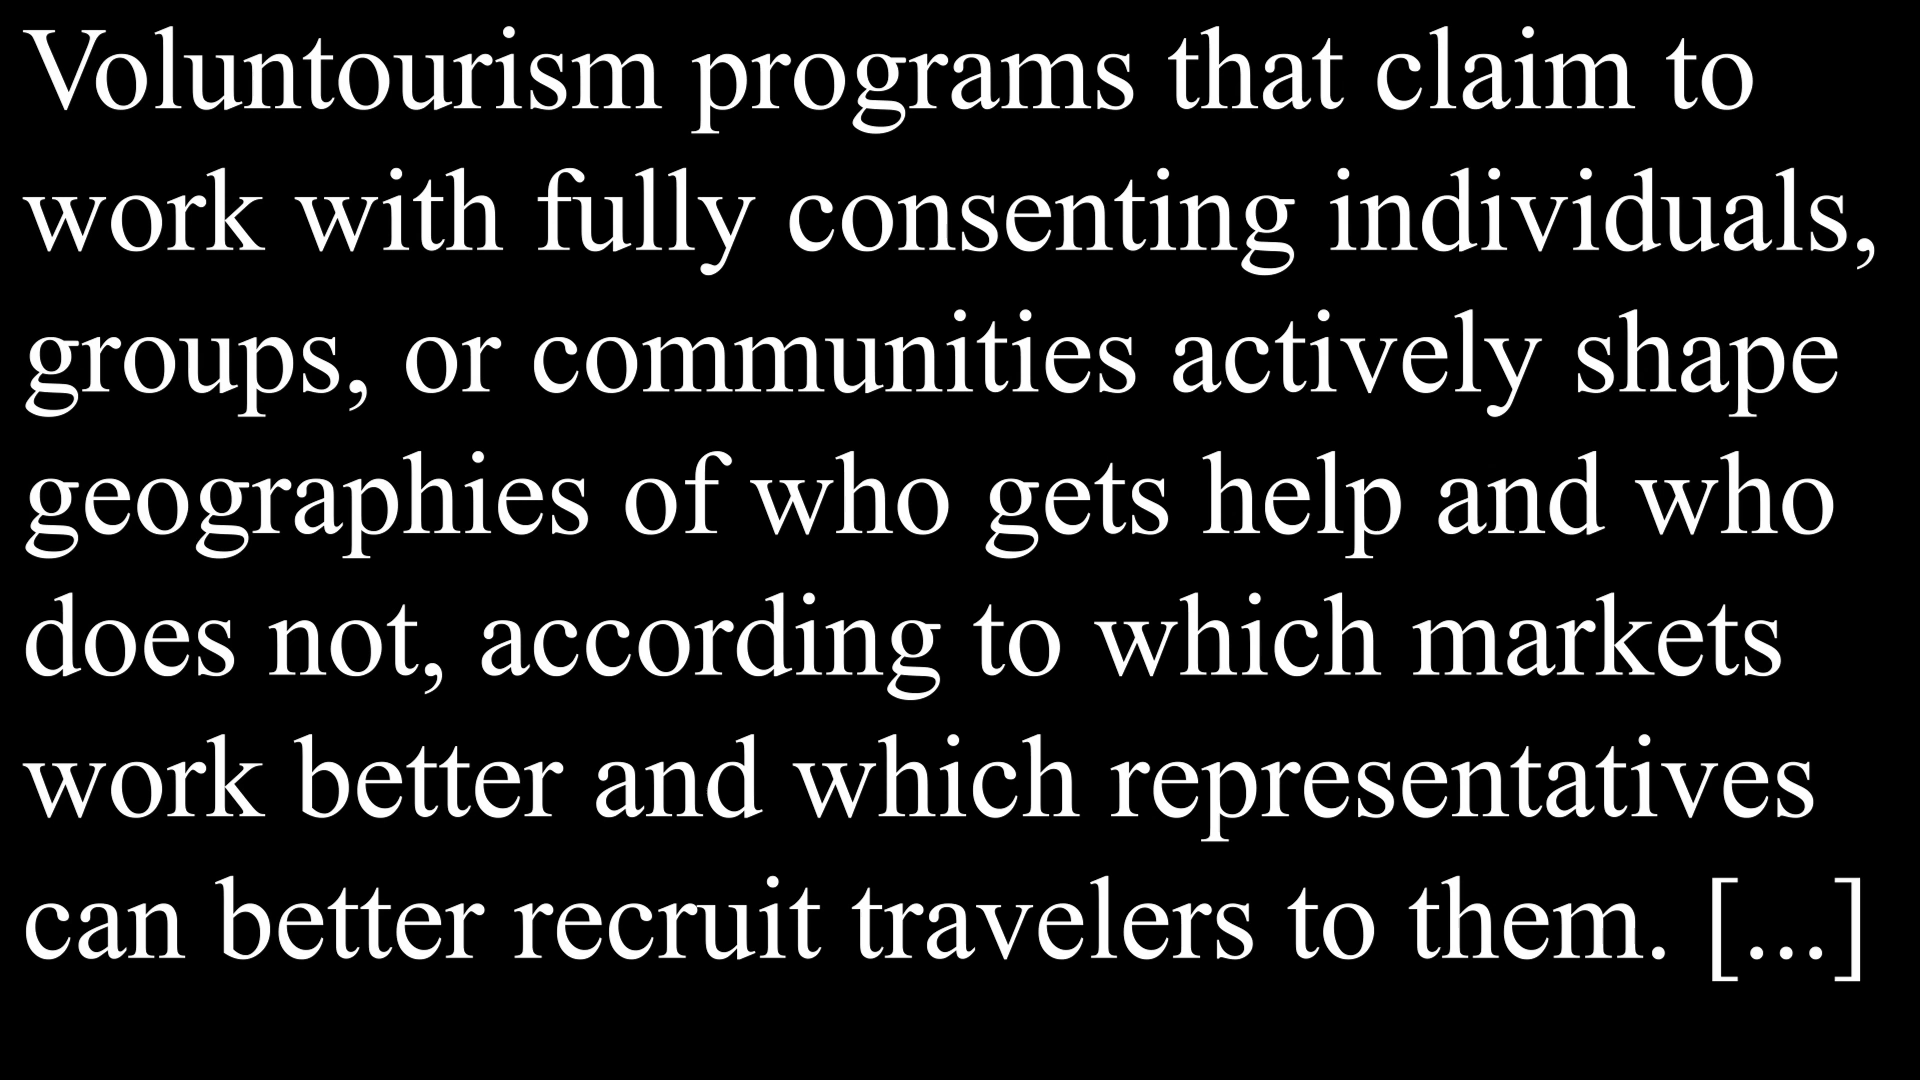 Voluntourism programs that claim to
work with fully consenting individuals,
groups, or communities actively shape
geographies of who gets help and who
does not, according to which markets
work better and which representatives
can better recruit travelers to them. [...]